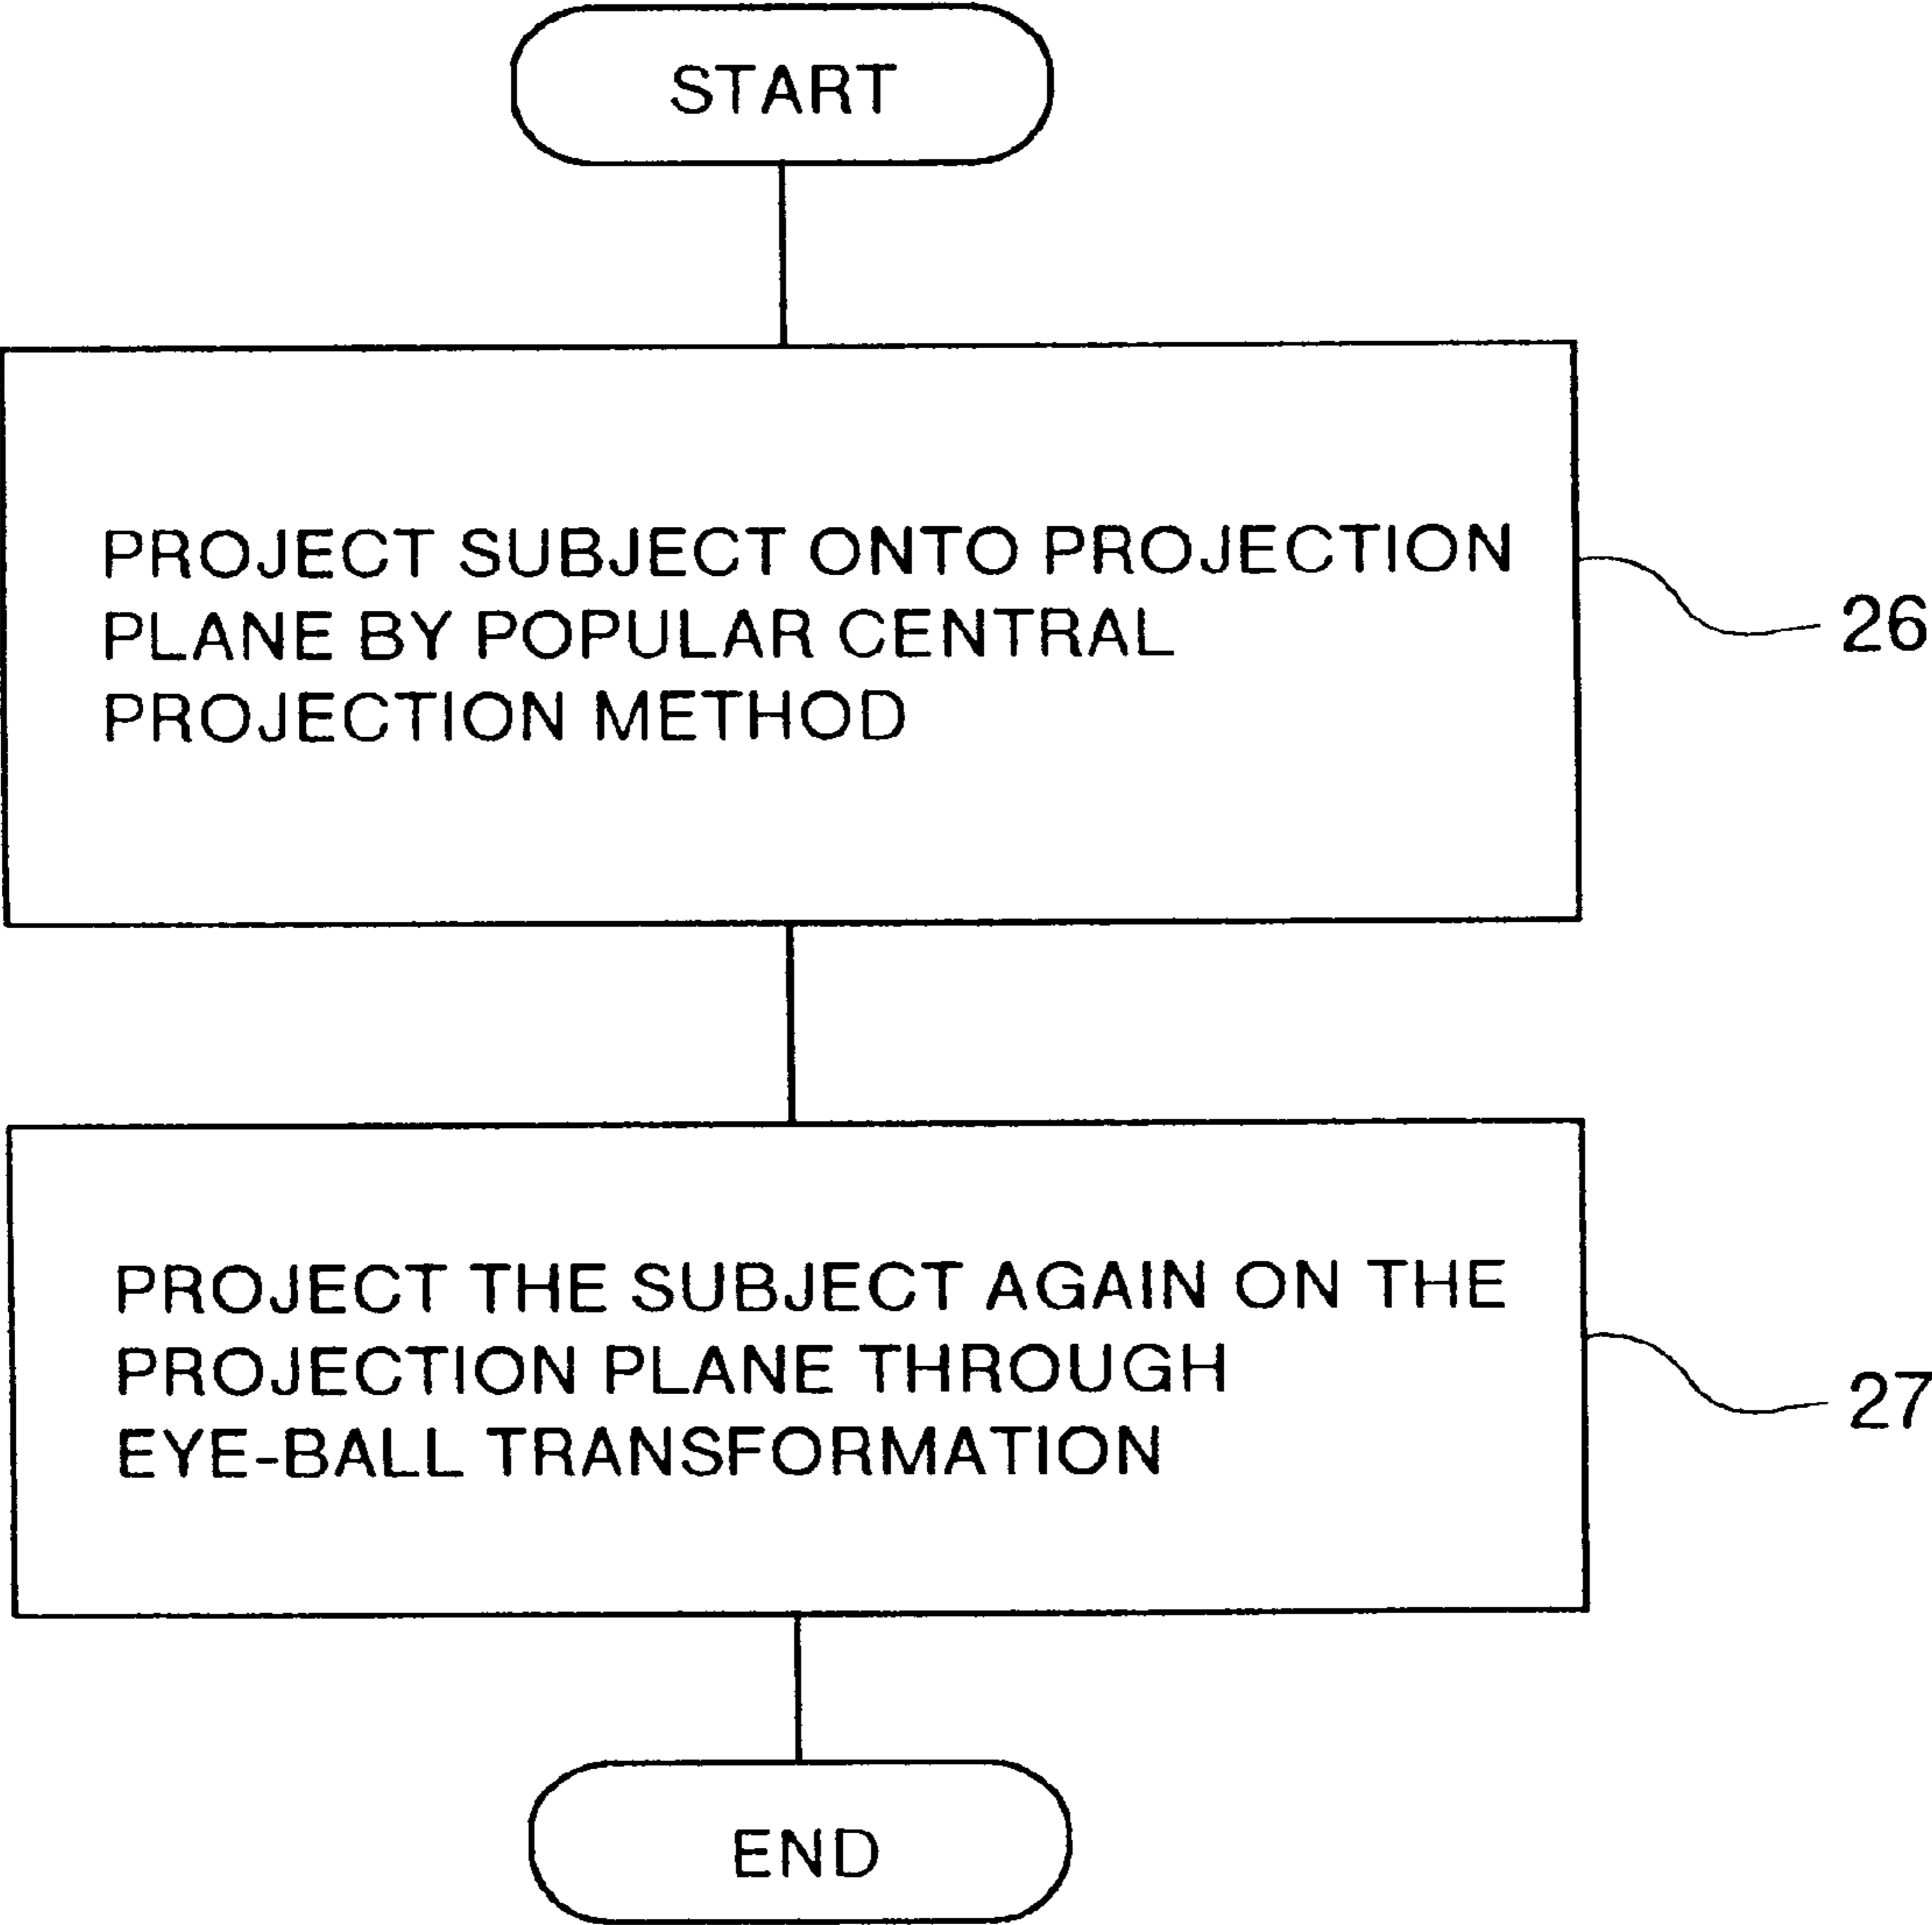 START
PROJECT SUBJECT ONTO PROJECTION
PLANE BY POPULAR CENTRAL
PROJECTION METHOD
26
PROJECT THE SUBJECT AGAIN ON THE
PROJECTION PLANE THROUGH
EYE-BALL TRANSFORMATION
27
END